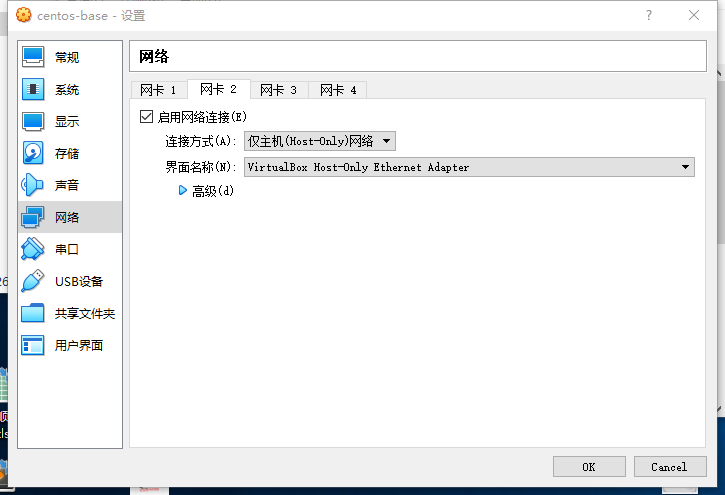 centos-base - 设置
?
常规
系统
显示
存储
声音
网络
串口
USB设备
共享文件夹
用户界面
网络
网卡 1 网卡 2 网卡 3 网卡 4
启用网络连接(E)
连接方式(A): 仅主机(Host-Only)网络
界面名称(N): VirtualBox Host-Only Ethernet Adapter
高级(d)
OK Cancel